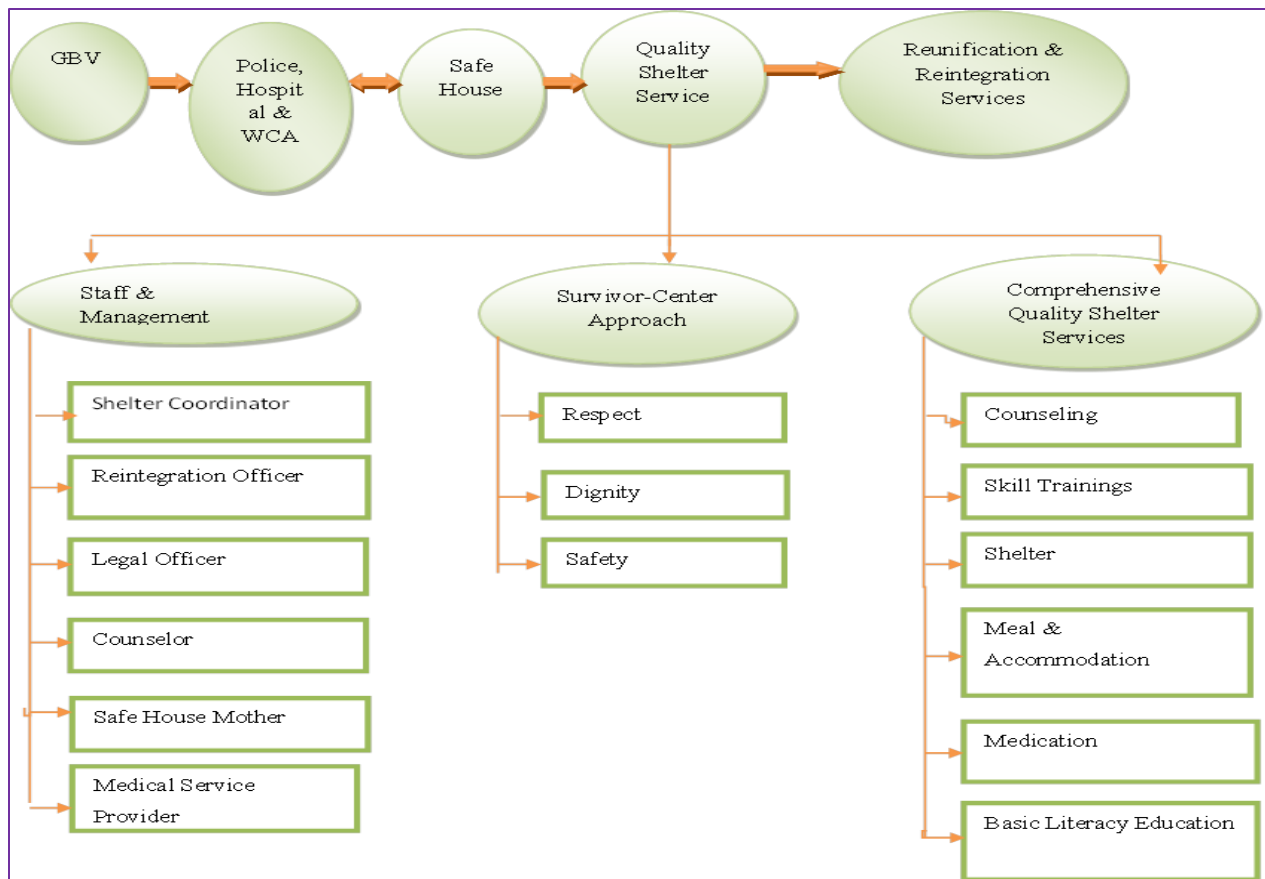 GBV
Police,
Hospit
al &
WCA
Safe
House
Quality
Shelter
Service
Reunification &
Reintegration
Services
Staff &
Management
Survivor-Center
Approach
Comprehensive
Quality Shelter
Services
Shelter Coordinator
Reintegration Officer
Legal Officer
Counselor
Safe House Mother
Medical Service
Provider
Respect
Dignity
Safety
Counseling
Skill Trainings
Shelter
Meal &
Accommodation
Medication
Basic Literacy Education